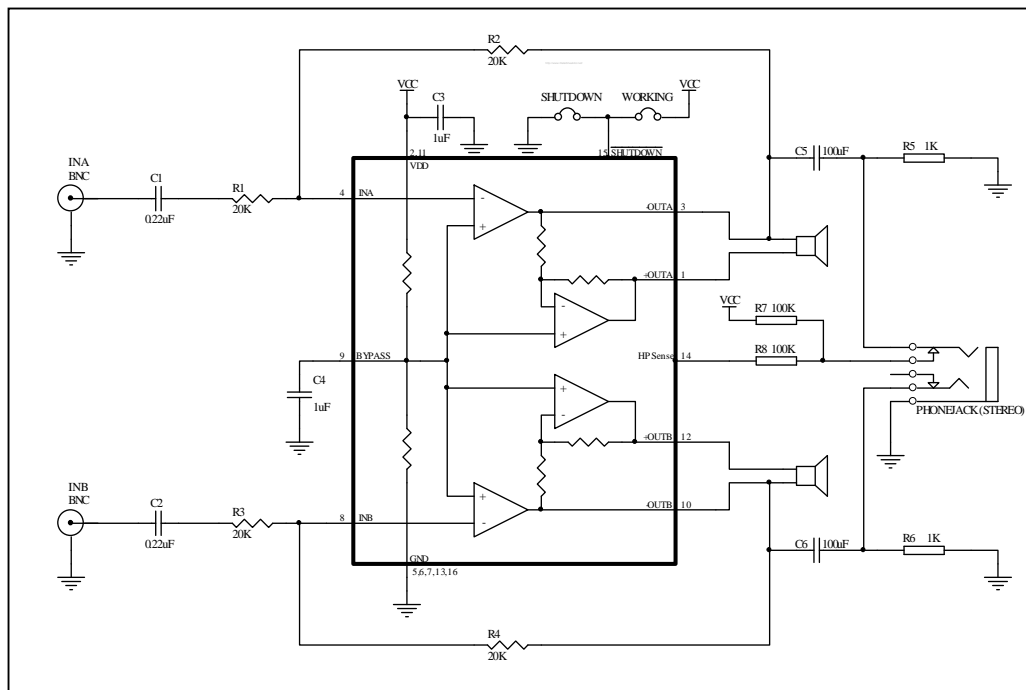 R2
20K
VCC
C3
1uF
SHUTDOWN
WORKING
VCC
2,11
VDD
15
SHUTDOWN
C5
100uF
R5 1K
INA
BNC
C1
0.22uF
R1
20K
4
INA
-
+
-OUTA
3
+OUTA
1
-
+
VCC
R7 100K
HP Sense
14
R8 100K
9
BYPASS
C4
1uF
PHONEJACK (STEREO)
+
-
+OUTB
12
INB
BNC
C2
0.22uF
R3
20K
8
INB
+
-
-OUTB
10
C6
100uF
R6 1K
GND
5,6,7,13,16
R4
20K